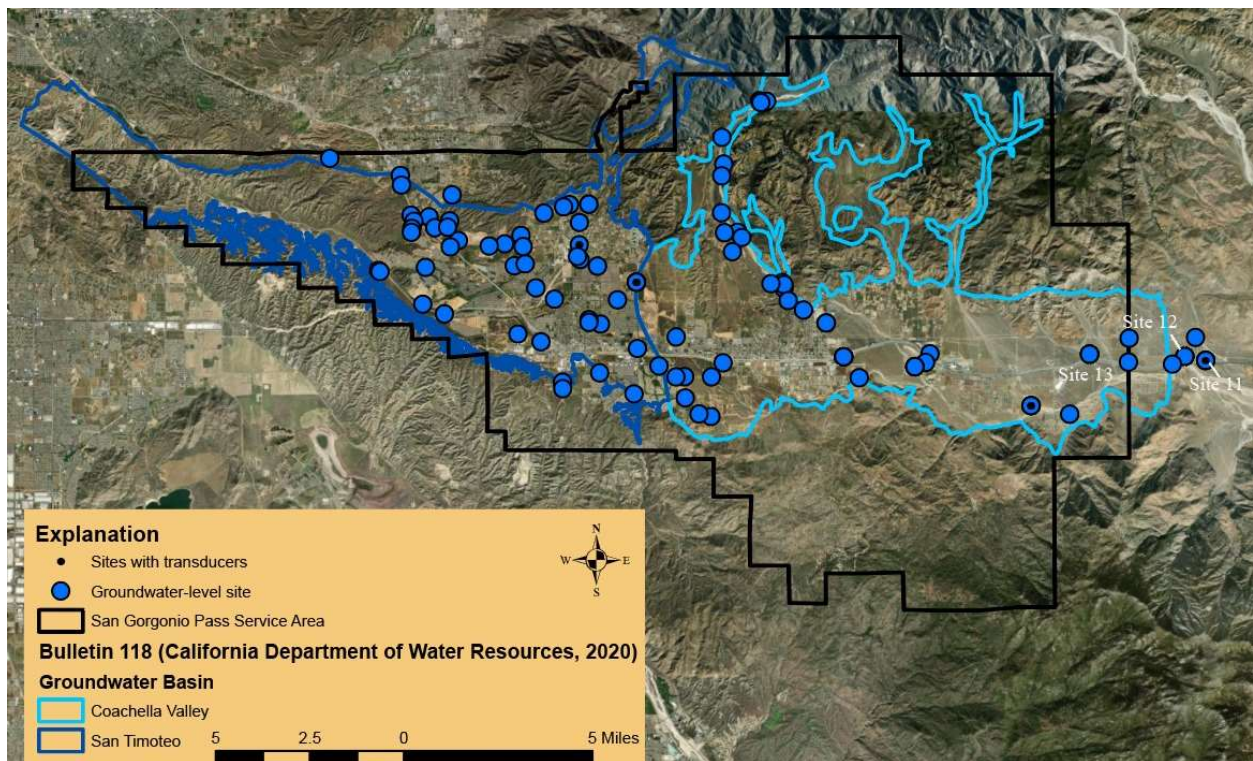 Site 12
Site 13
Site 11
Explanation
Sites with transducers
Groundwater-level site
San Gorgonio Pass Service Area
Bulletin 118 (California Department of Water Resources, 2020)
Groundwater Basin
Coachella Valley
San Timoteo
N
W E
S
5 2.5 0 5 Miles